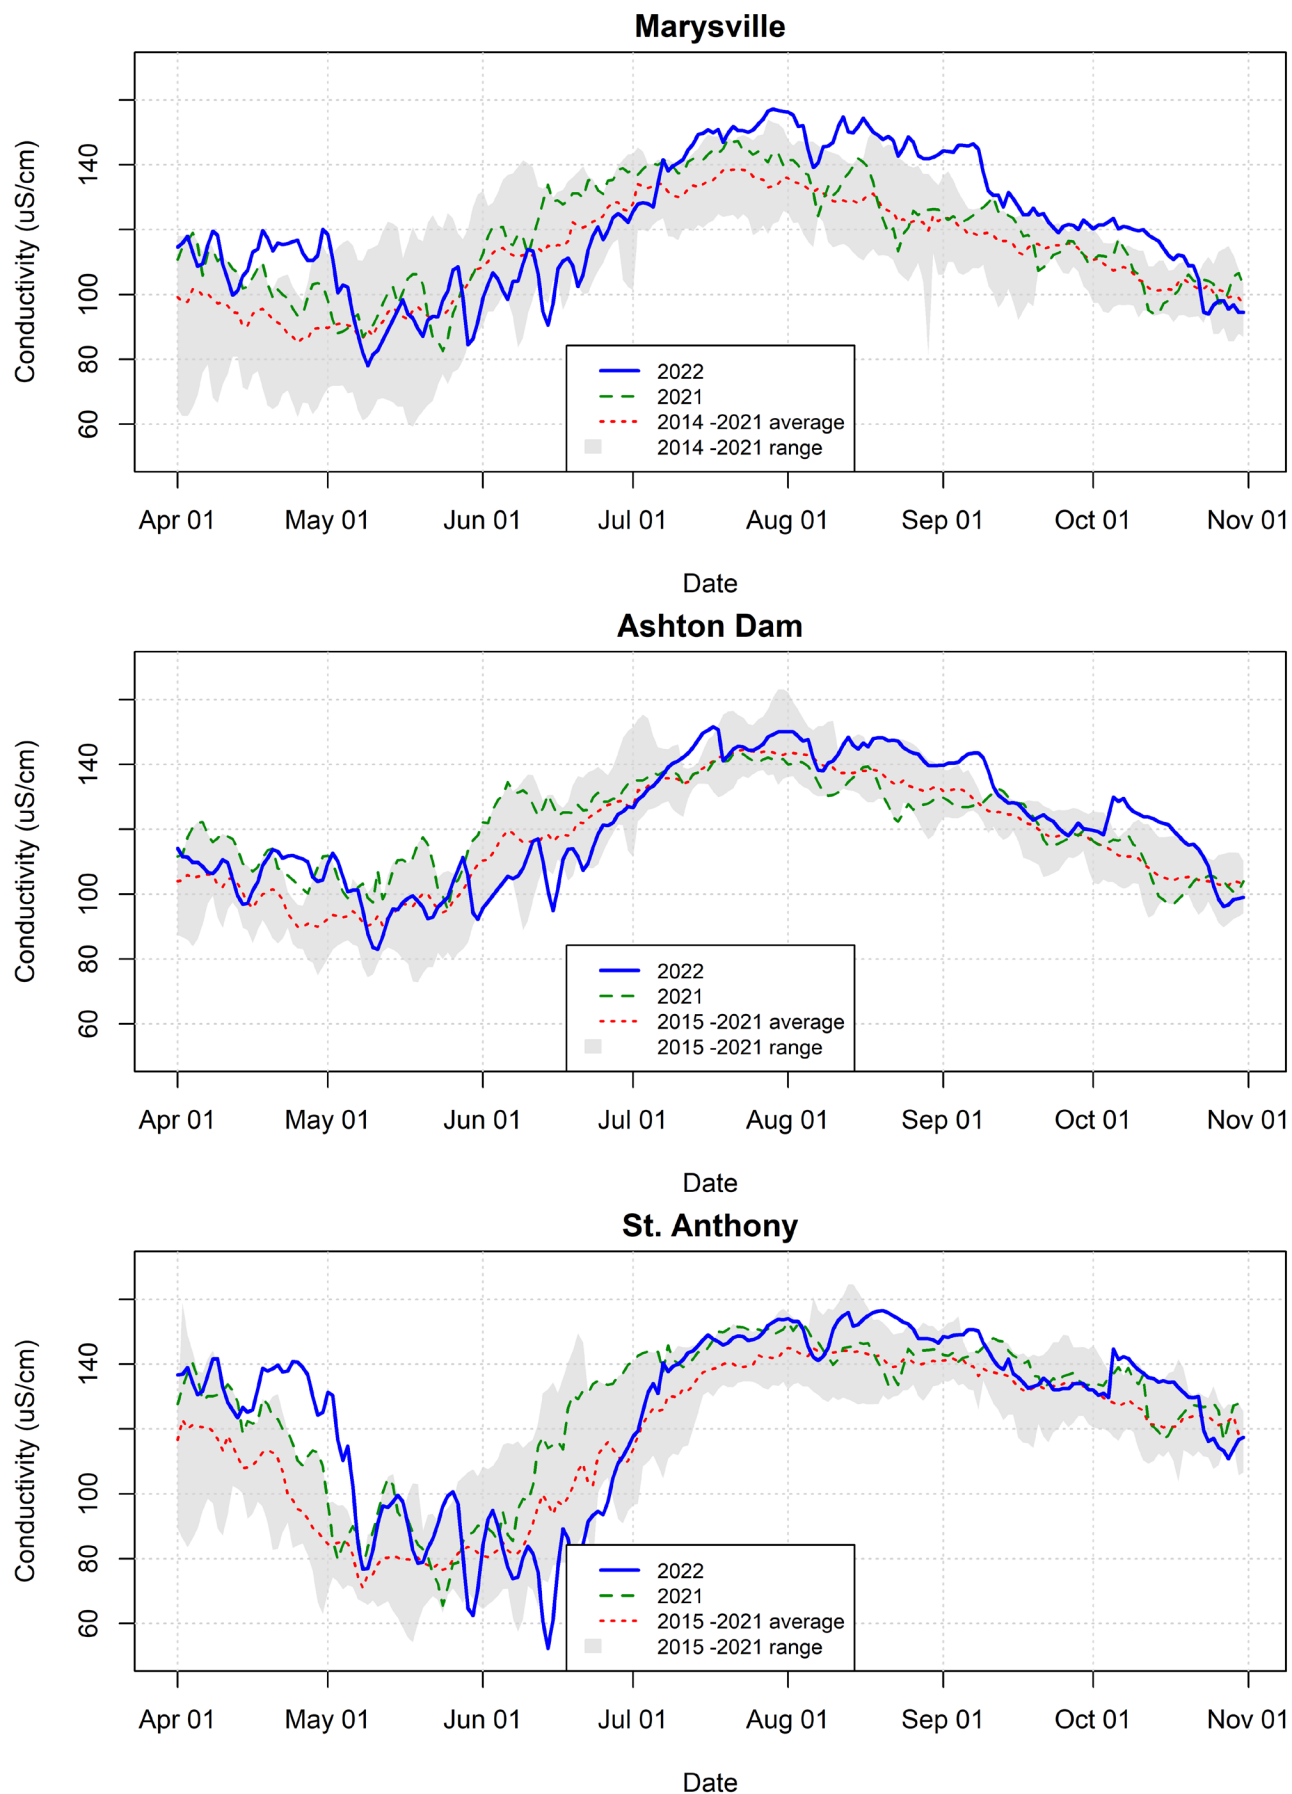 Marysville
Conductivity (uS/cm)
140
100
80
60
2022
2021
2014 -2021 average
2014 -2021 range
Apr 01 May 01 Jun 01 Jul 01 Aug 01 Sep 01 Oct 01 Nov 01
Date
Ashton Dam
Conductivity (uS/cm)
140
100
80
60
2022
2021
2015 -2021 average
2015 -2021 range
Apr 01 May 01 Jun 01 Jul 01 Aug 01 Sep 01 Oct 01 Nov 01
Date
St. Anthony
Conductivity (uS/cm)
140
100
80
60
2022
2021
2015 -2021 average
2015 -2021 range
Apr 01 May 01 Jun 01 Jul 01 Aug 01 Sep 01 Oct 01 Nov 01
Date